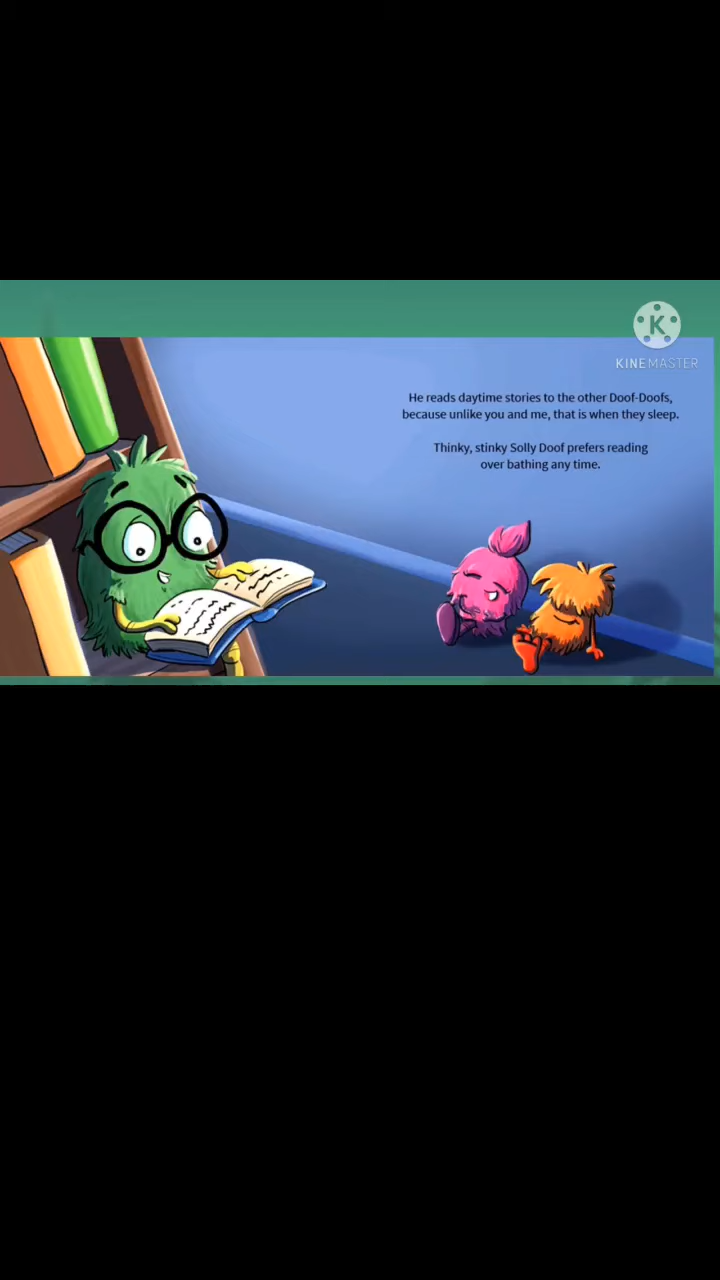 K
KINEMASTER
He reads daytime stories to the other Doof-Doofs,
because unlike you and me, that is when they sleep.
Thinky, stinky Solly Doof prefers reading
over bathing any time.